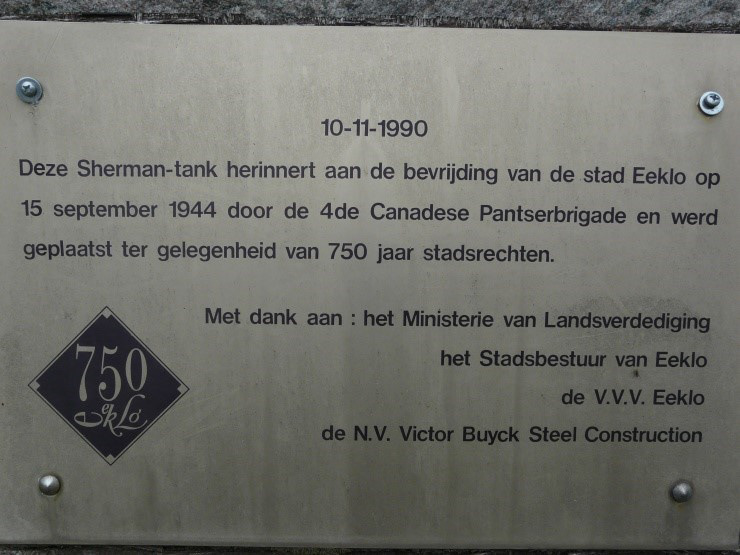 10-11-1990
Deze Sherman-tank herinnert aan de bevrijding van de stad Eeklo op
15 september 1944 door de 4de Canadese Pantserbrigade en werd
geplaatst ter gelegenheid van 750 jaar stadsrechten.
Met dank aan : het Ministerie van Landsverdediging
het Stadsbestuur van Eeklo
de V.V.V. Eeklo
de N.V. Victor Buyck Steel Construction
750
eeklo